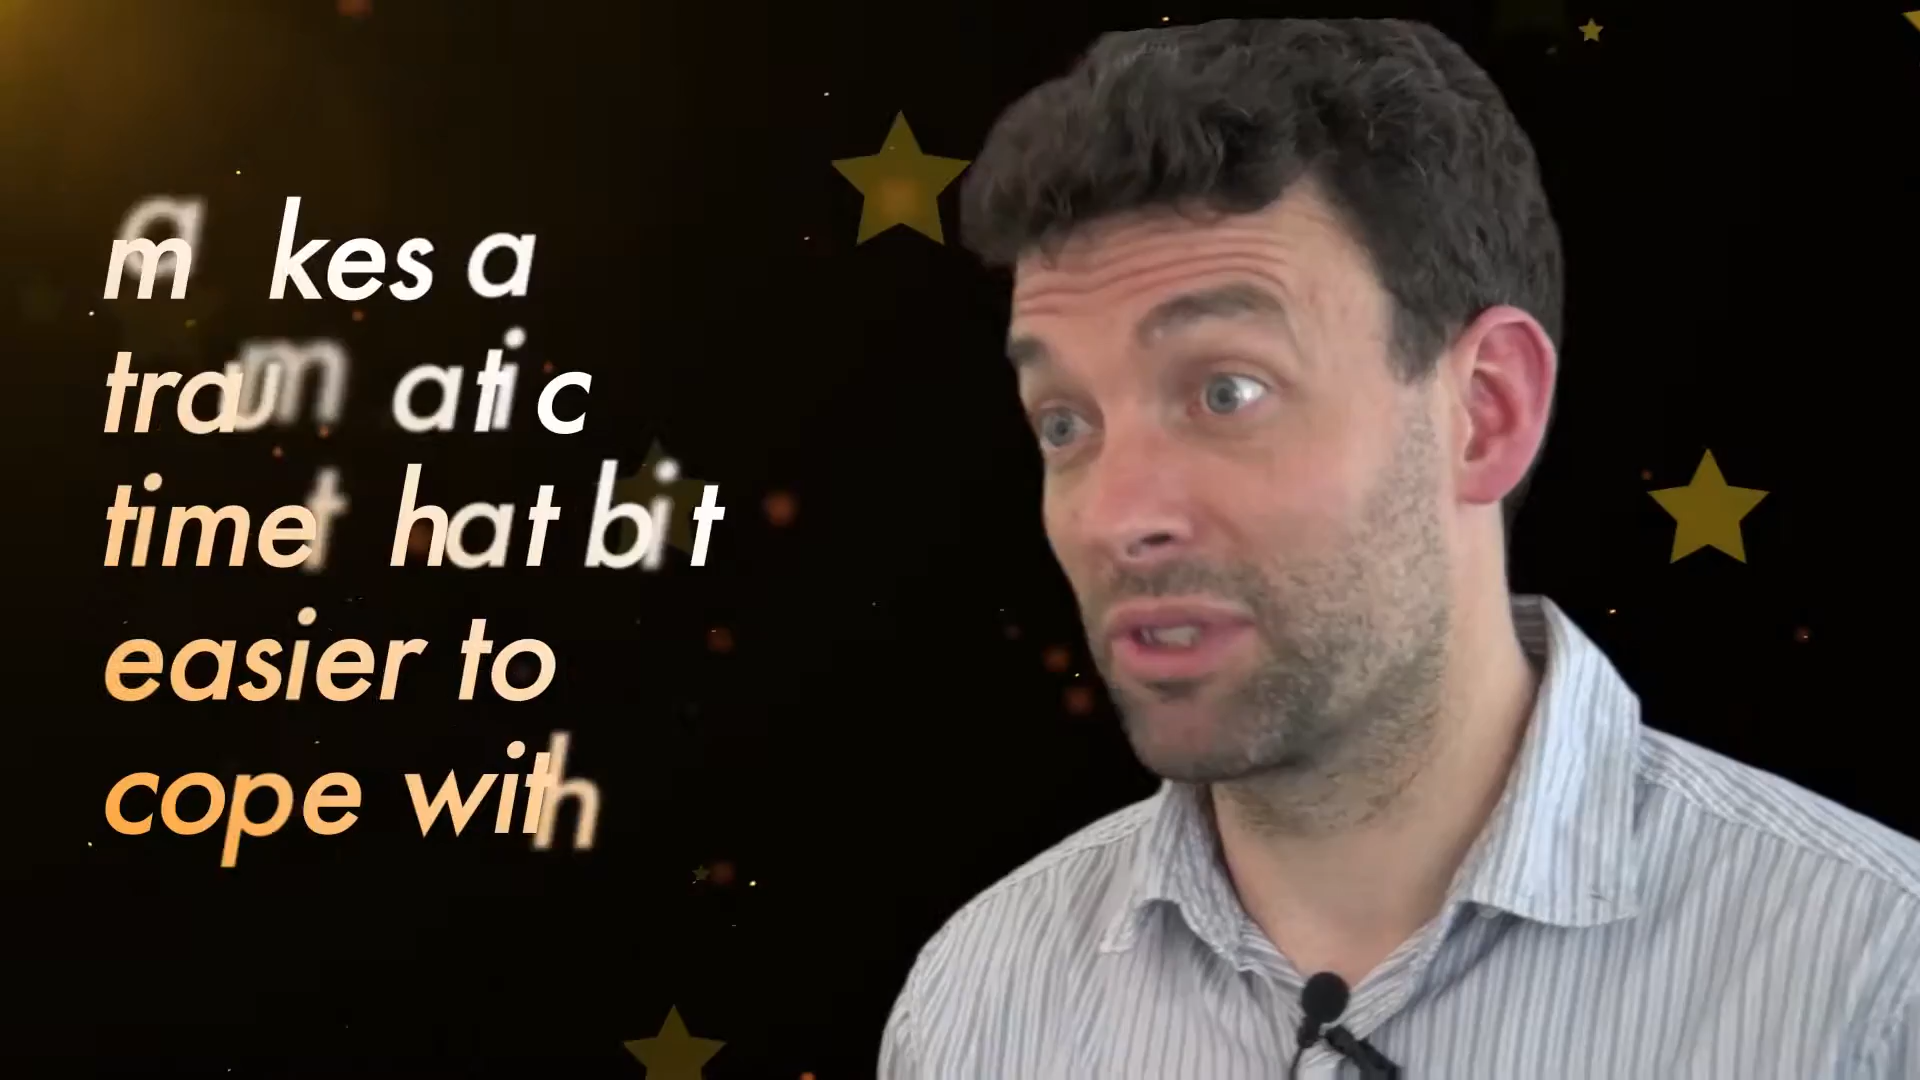 makes a
traumatic
time that bit
easier to
cope with